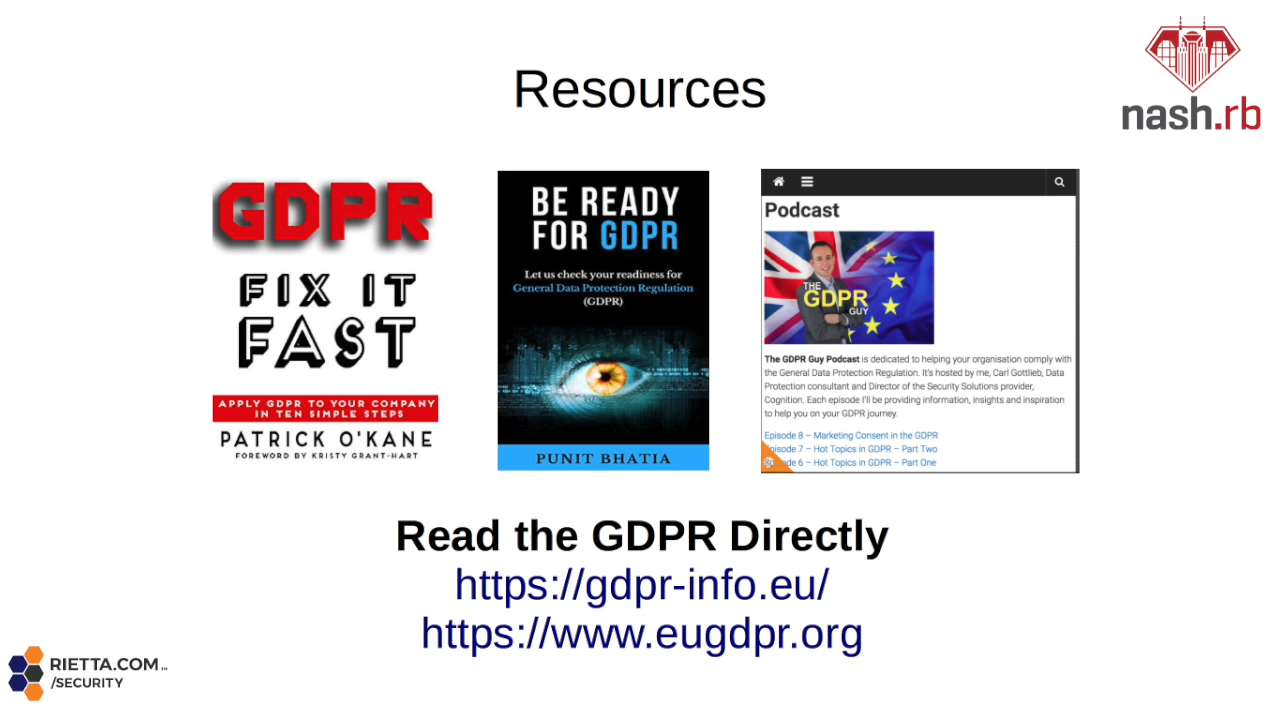 Resources
nash.rb
GDPR
FIX IT
FAST
APPLY GDPR TO YOUR COMPANY
IN TEN SIMPLE STEPS
PATRICK O'KANE
FOREWORD BY KRISTY GRANT-HART
BE READY
FOR GDPR
Let us check your readiness for
General Data Protection Regulation
(GDPR)
PUNIT BHATIA
Podcast
THE
GDPR
GUY
The GDPR Guy Podcast is dedicated to helping your organisation comply with
the General Data Protection Regulation. It's hosted by me, Carl Gottlieb, Data
Protection consultant and Director of the Security Solutions provider,
Cognition. Each episode I'll be providing information, insights and inspiration
to help you on your GDPR journey.
Episode 8 – Marketing Consent in the GDPR
Episode 7 – Hot Topics in GDPR – Part Two
6 – Hot Topics in GDPR – Part One
Read the GDPR Directly
https://gdpr-info.eu/
https://www.eugdpr.org
RIETTA.COM
/SECURITY